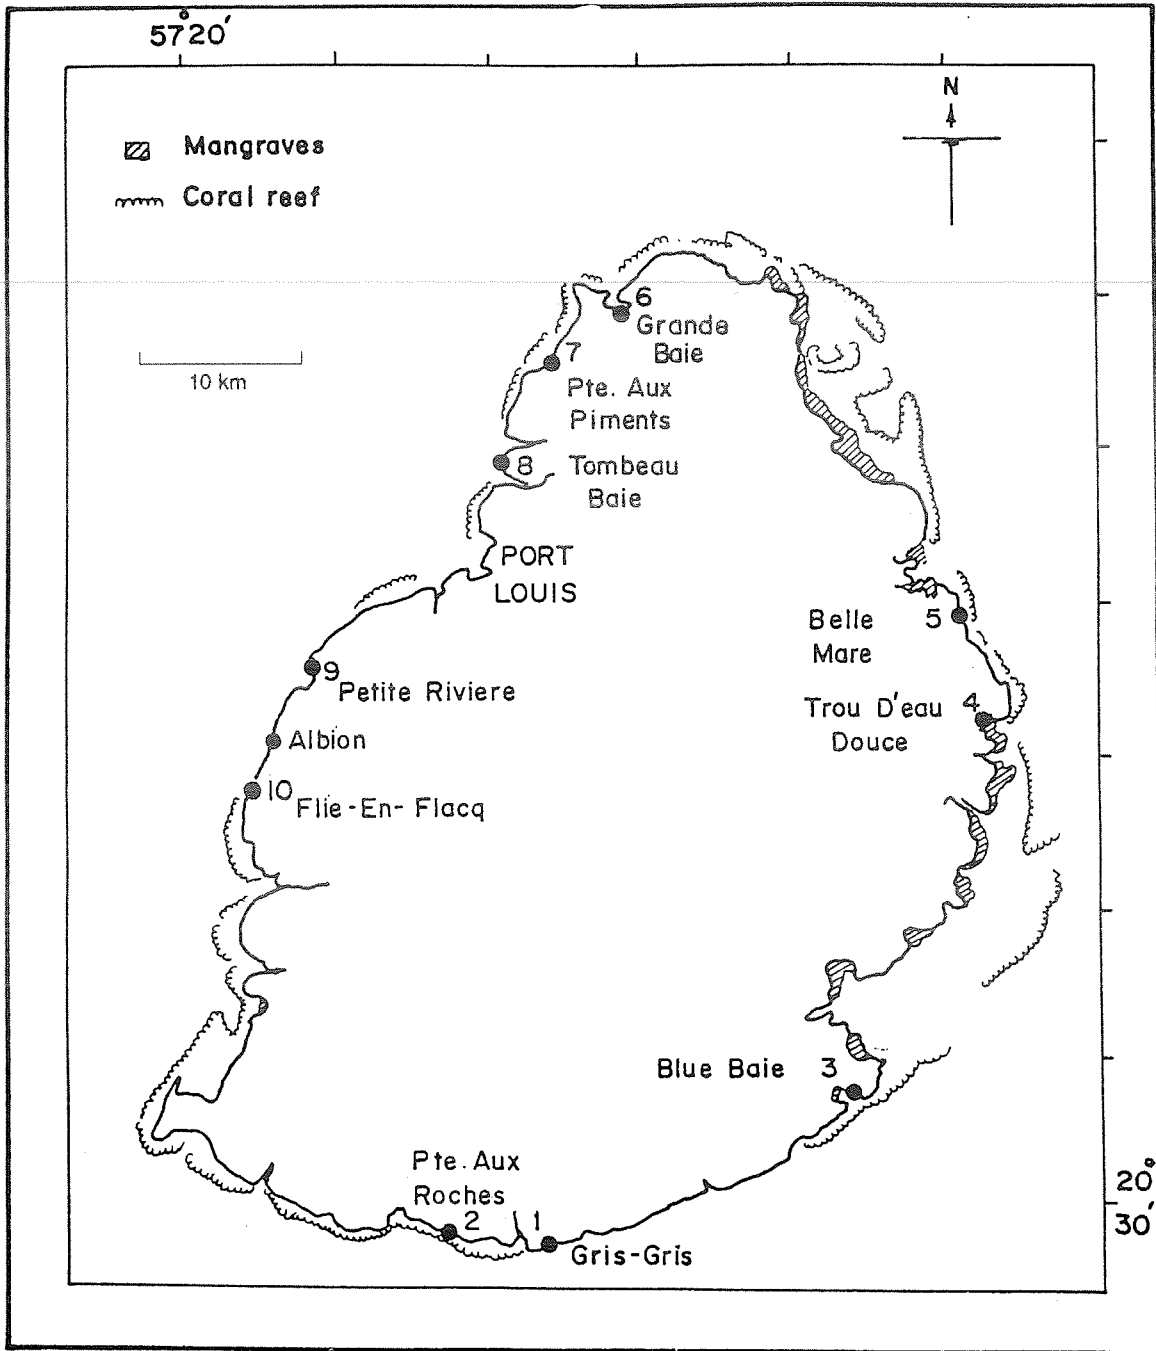 57°20′
N
Mangraves
Coral reef
10 km
6
Grande
Baie
7
Pte. Aux
Piments
8
Tombeau
Baie
PORT
LOUIS
Belle
Mare
5
9
Petite Riviere
Trou D'eau
Douce
4
Albion
10
Flie-En-Flacq
Blue Baie
3
Pte. Aux
Roches
2
1
Gris-Gris
20°
30′